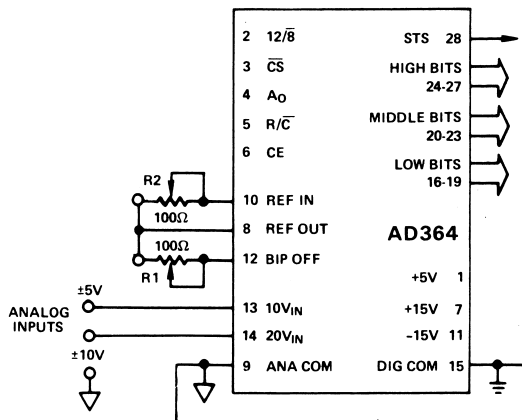 2 12/8̅ STS 28
3 C̅S̅ HIGH BITS
24-27
4 A₀
MIDDLE BITS
5 R/C̅ 20-23
6 CE LOW BITS
16-19
R2
10 REF IN
100Ω
8 REF OUT
AD364
100Ω
12 BIP OFF
R1
+5V 1
±5V
13 10VIN +15V 7
ANALOG
INPUTS
14 20VIN -15V 11
±10V
9 ANA COM DIG COM 15